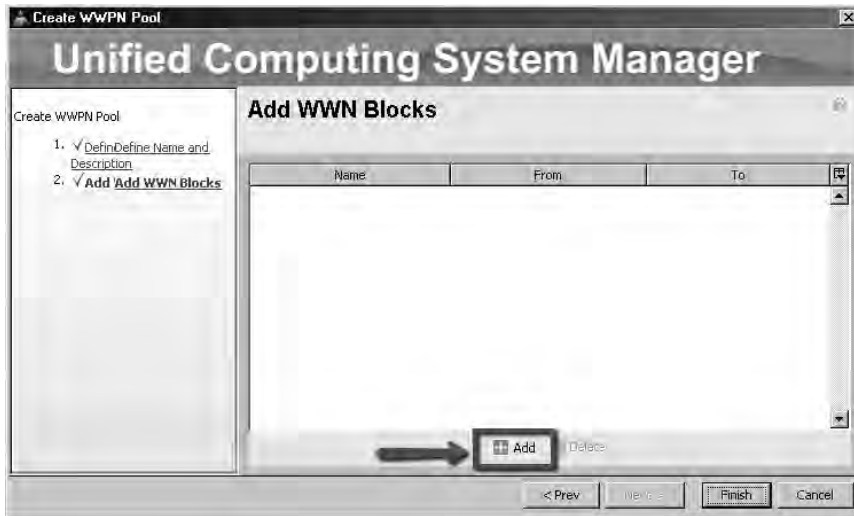 Create WWPN Pool
Unified Computing System Manager
Create WWPN Pool
1. √DefinDefine Name and
Description
2. √Add Add WWN Blocks
Add WWN Blocks
Name From To
Add Delete
< Prev Next > Finish Cancel